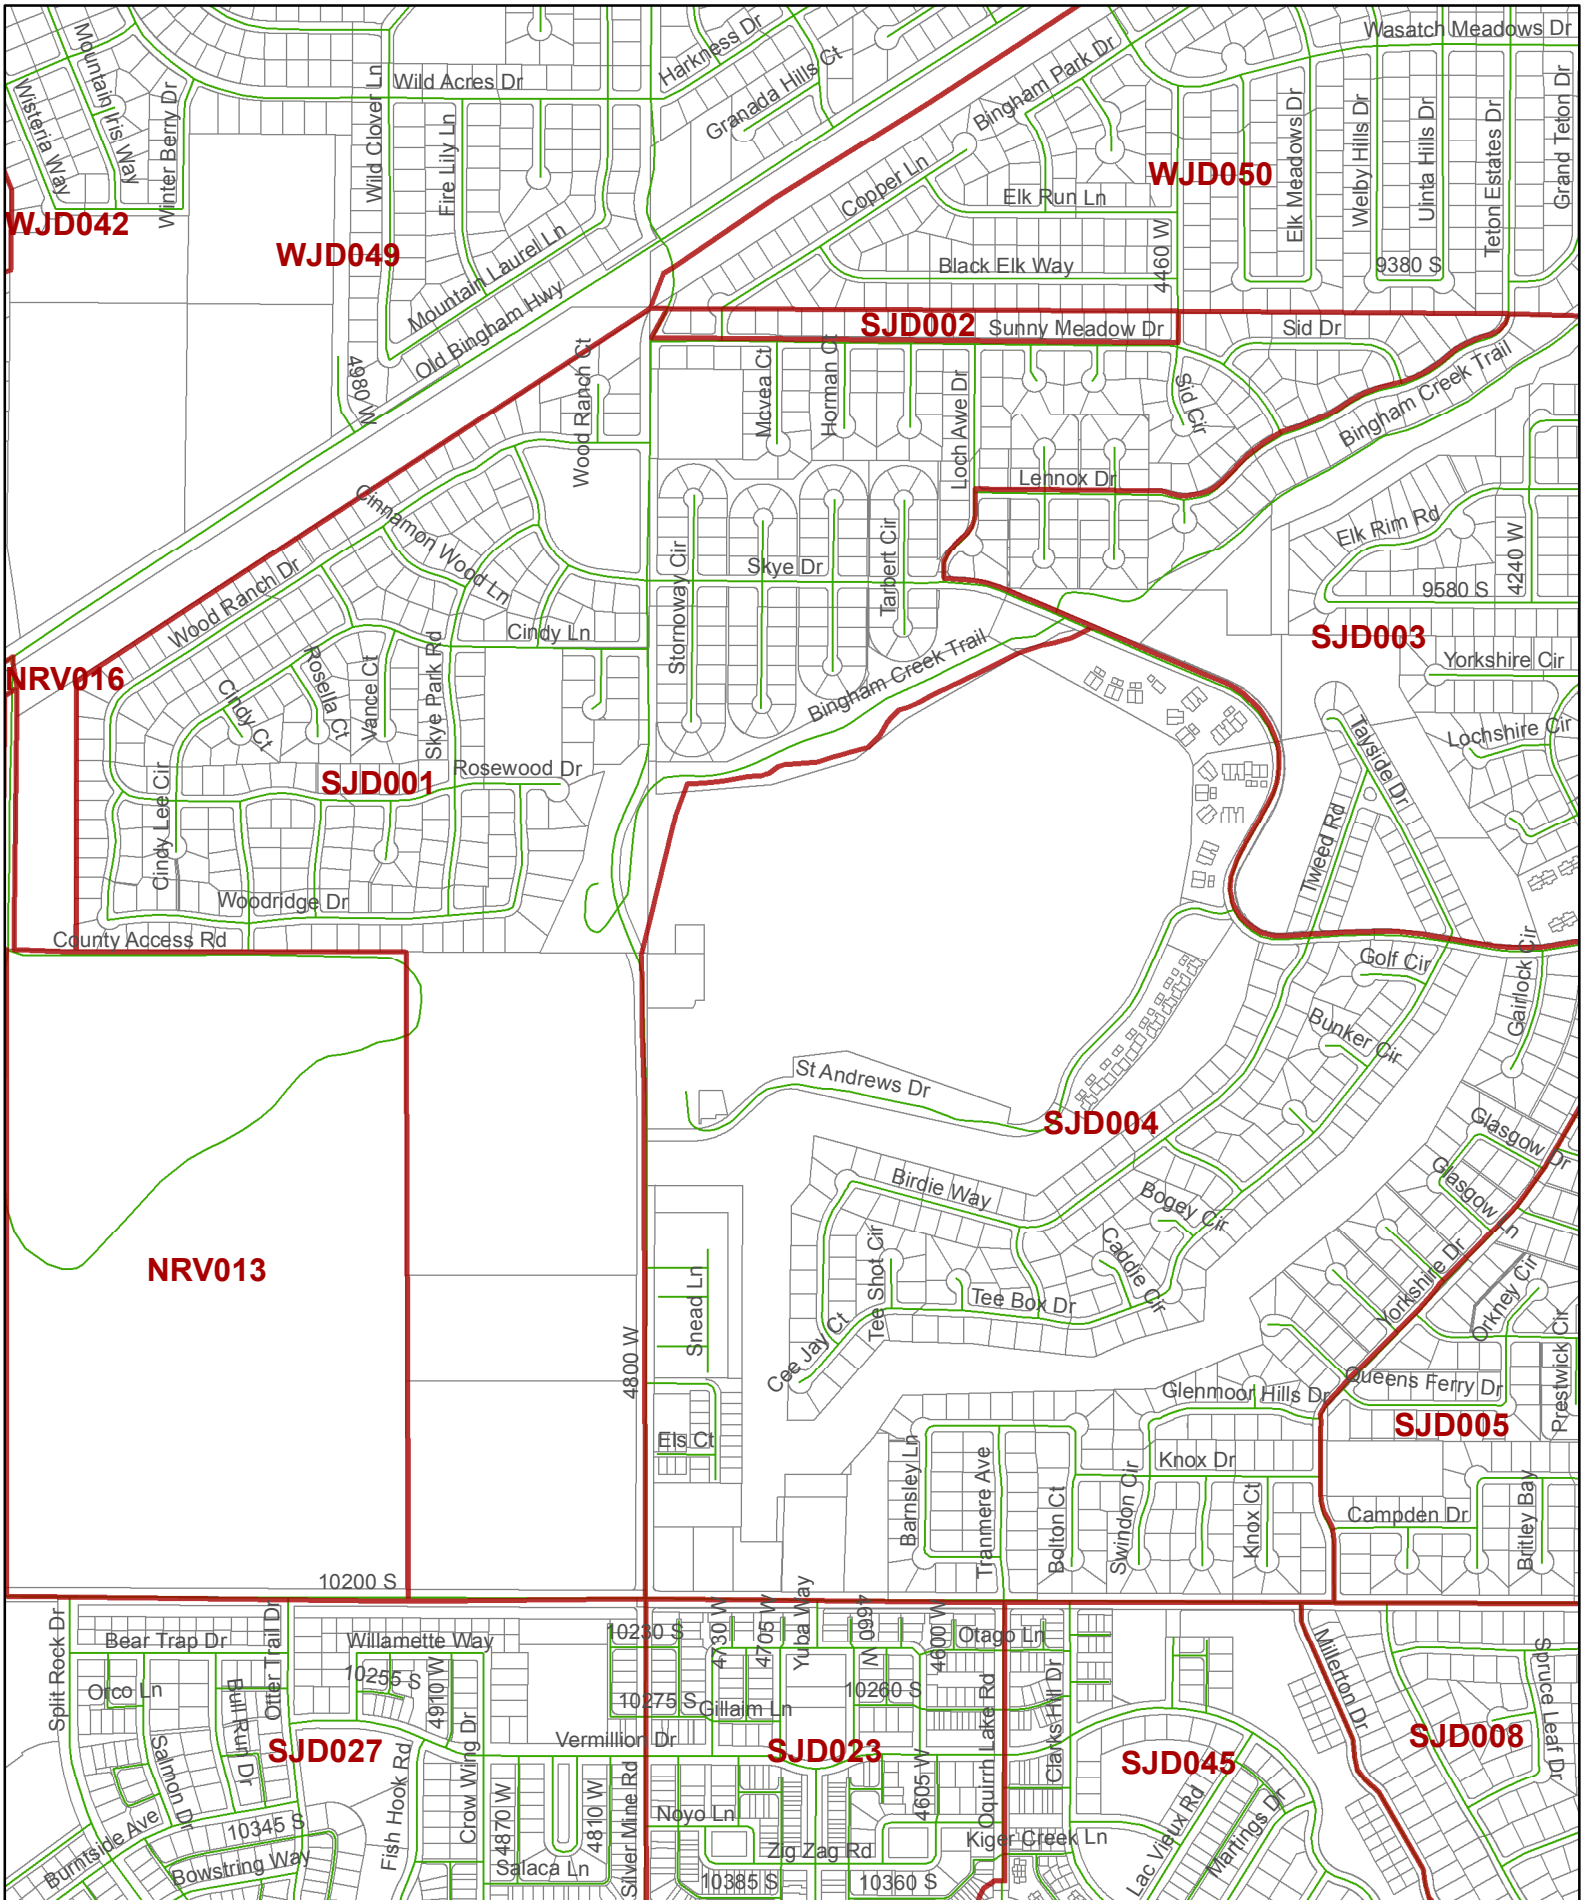 Wasatch Meadows Dr
Harkness Dr
Mountain Iris Way
Wild Acres Dr
Granada Hills Ct
Bingham Park Dr
Wisteria Way
Winter Berry Dr
Wild Clover Ln
Fire Lily Ln
Copper Ln
WJD050
Elk Meadows Dr
Welby Hills Dr
Uinta Hills Dr
Teton Estates Dr
Grand Teton Dr
WJD042
WJD049
Elk Run Ln
4460 W
Mountain Laurel Ln
Black Elk Way
9380 S
Old Bingham Hwy
SJD002
Sunny Meadow Dr
Sid Dr
4980 W
Wood Ranch Ct
Mcvea Ct
Horman Ct
Loch Awe Dr
Sid Cir
Bingham Creek Trail
Lennox Dr
Cinnamon Wood Ln
Elk Rim Rd
4240 W
Wood Ranch Dr
Stornoway Cir
Skye Dr
Tarbert Cir
9580 S
Cindy Ln
SJD003
NRV016
Yorkshire Cir
Cindy Ct
Rosella Ct
Vance Ct
Skye Park Rd
Bingham Creek Trail
Tayside Dr
Lochshire Cir
SJD001
Rosewood Dr
Cindy Lee Cir
Tweed Rd
Woodridge Dr
County Access Rd
Golf Cir
Gairlock Cir
Bunker Cir
St Andrews Dr
SJD004
Glasgow Dr
Glasgow Ln
Birdie Way
Bogey Cir
Caddie Cir
NRV013
Snead Ln
Tee Shot Cir
Tee Box Dr
Yorkshire Dr
Orkney Cir
4800 W
Cee Jay Ct
Prestwick Cir
Queens Ferry Dr
Glenmoor Hills Dr
SJD005
Els Ct
Barnsley Ln
Tranmere Ave
Bolton Ct
Swindon Cir
Knox Dr
Knox Ct
Campden Dr
Britley Bay
10200 S
Split Rock Dr
Bear Trap Dr
Otter Trail Dr
Willamette Way
10230 S
4730 W
4705 W
Yuba Way
4660 W
4600 W
Otago Ln
Millerton Dr
Spruce Leaf Dr
Orco Ln
Bull Run Dr
10255 S
4910 W
10275 S
Gillaim Ln
10260 S
Oquirrh Lake Rd
Clarks Hill Dr
Vermillion Dr
SJD027
SJD023
SJD045
SJD008
Salmon Dr
Fish Hook Rd
Crow Wing Dr
4870 W
4810 W
Silver Mine Rd
Noyo Ln
4605 W
Lac Vieux Rd
Martings Dr
Burntside Ave
10345 S
Bowstring Way
Salaca Ln
Zig Zag Rd
Kiger Creek Ln
10385 S
10360 S